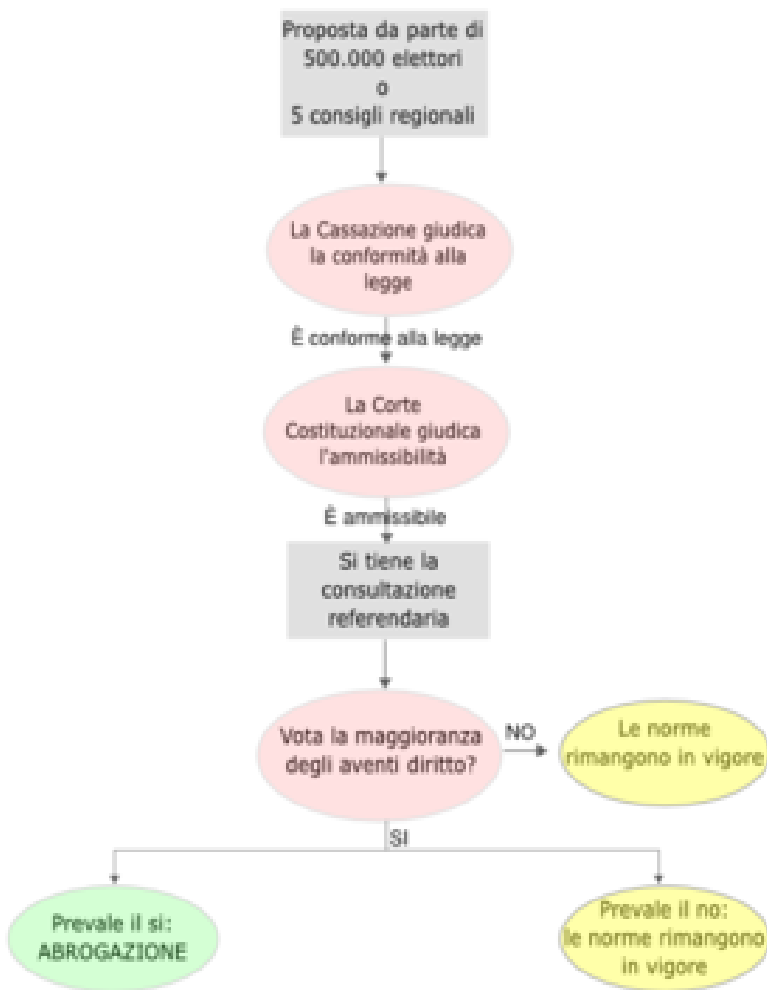 Proposta da parte di
500.000 elettori
o
5 consigli regionali
La Cassazione giudica
la conformità alla
legge
È conforme alla legge
La Corte
Costituzionale giudica
l'ammissibilità
È ammissibile
Si tiene la
consultazione
referendaria
Vota la maggioranza
degli aventi diritto?
NO
Le norme
rimangono in vigore
SI
Prevale il si:
ABROGAZIONE
Prevale il no:
le norme rimangono
in vigore